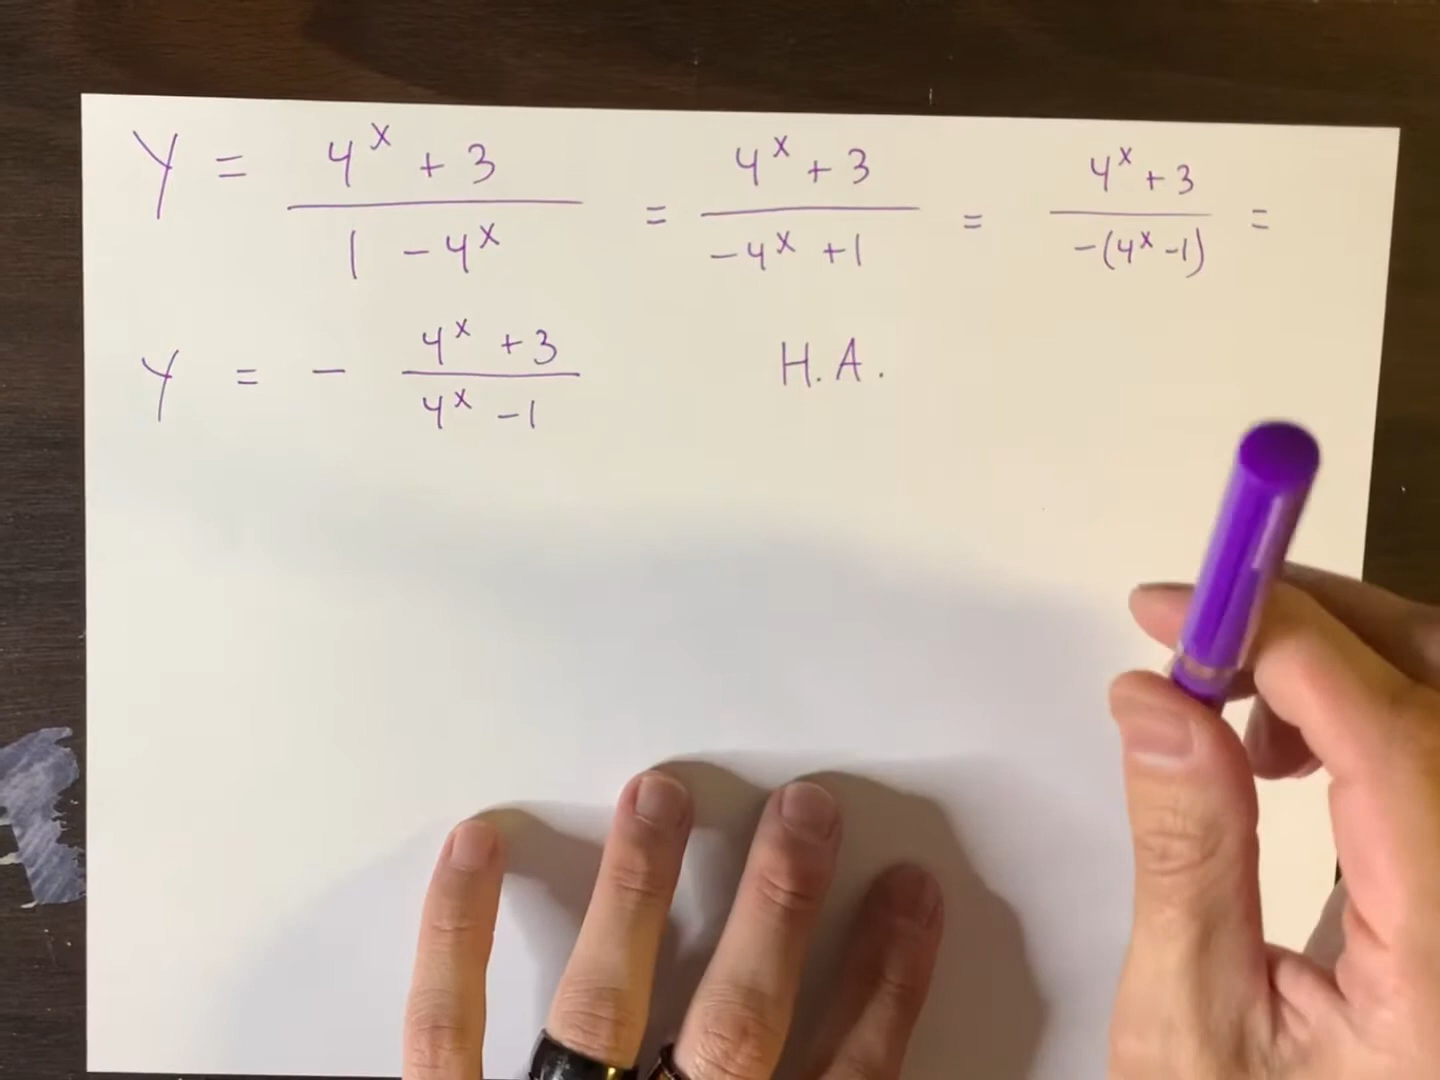 Y = (4^x + 3)/(1 - 4^x) = (4^x + 3)/(-4^x + 1) = (4^x + 3)/(-(4^x - 1)) =
Y = - (4^x + 3)/(4^x - 1) H.A.